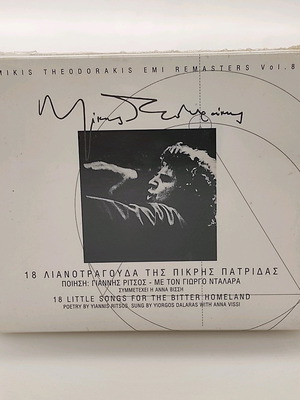 MIKIS THEODORAKIS EMI REMASTERS Vol.8
Μίκης Θεοδωράκης
18 ΛΙΑΝΟΤΡΑΓΟΥΔΑ ΤΗΣ ΠΙΚΡΗΣ ΠΑΤΡΙΔΑΣ
ΠΟΙΗΣΗ: ΓΙΑΝΝΗΣ ΡΙΤΣΟΣ - ΜΕ ΤΟΝ ΓΙΩΡΓΟ ΝΤΑΛΑΡΑ
ΣΥΜΜΕΤΕΧΕΙ Η ΑΝΝΑ ΒΙΣΣΗ
18 LITTLE SONGS FOR THE BITTER HOMELAND
POETRY BY YIANNIS RITSOS, SUNG BY YIORGOS DALARAS WITH ANNA VISSI